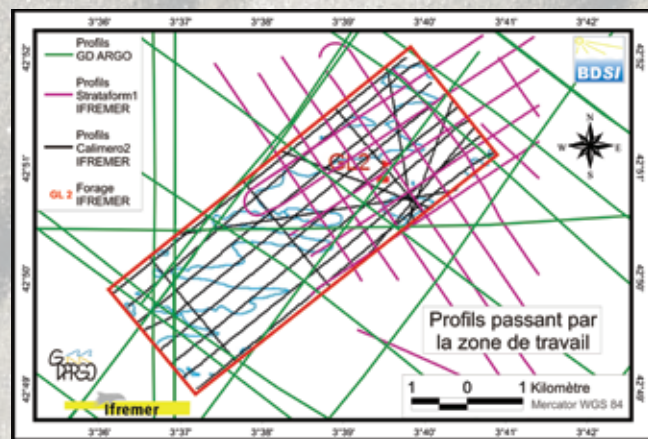 3°36' 3°37' 3°38' 3°39' 3°40' 3°41' 3°42'
Profils
GD ARGO
Profils
Strataform1
IFREMER
Profils
Calimero2
IFREMER
GL 2 Forage
IFREMER
GL2
BDSI
N
W E
S
42°52'
42°51'
42°50'
42°49'
42°52'
42°51'
42°50'
42°49'
Profils passant par
la zone de travail
1 0 1 Kilomètre
Mercator WGS 84
GD
ARGO
Ifremer
3°36' 3°37' 3°38' 3°39' 3°40' 3°41' 3°42'